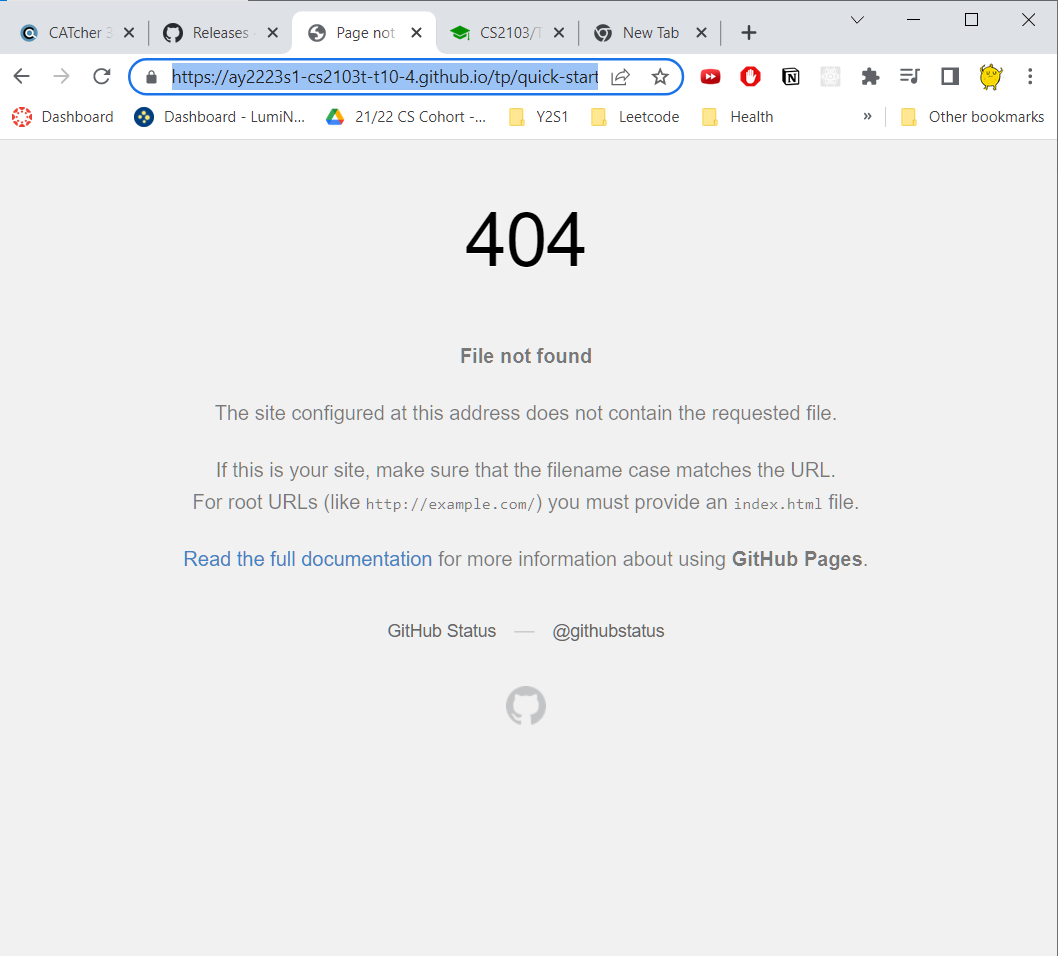 CATcher 3
Releases
Page not
CS2103/T
New Tab
https://ay2223s1-cs2103t-t10-4.github.io/tp/quick-start
Dashboard
Dashboard - LumiN...
21/22 CS Cohort -...
Y2S1
Leetcode
Health
»
Other bookmarks
404
File not found
The site configured at this address does not contain the requested file.
If this is your site, make sure that the filename case matches the URL.
For root URLs (like http://example.com/) you must provide an index.html file.
Read the full documentation for more information about using GitHub Pages.
GitHub Status — @githubstatus